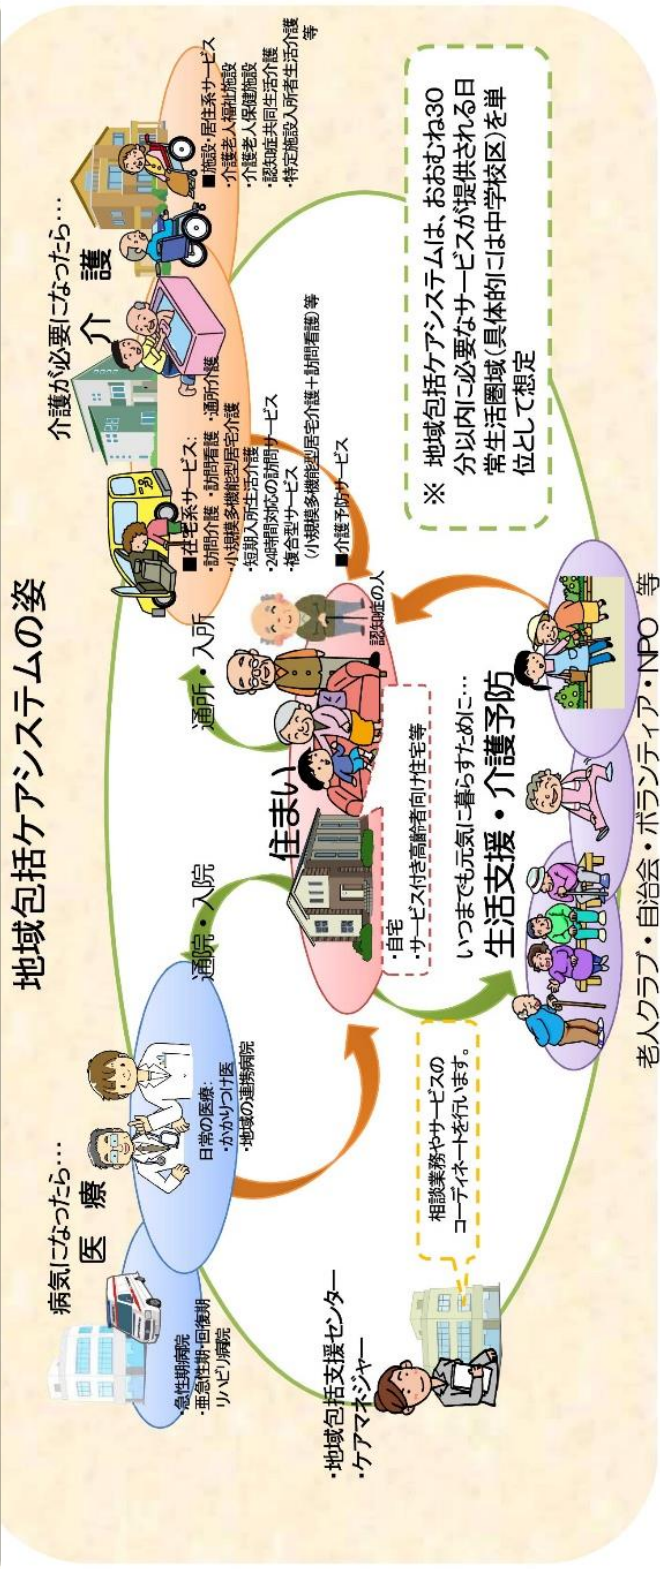 地域包括ケアシステムの姿
病気になったら…
医 療
・急性期病院
・亜急性期・回復期
リハビリ病院
日常の医療:
・かかりつけ医
・地域の連携病院
通院・入院
通所・入所
介護が必要になったら…
介 護
■在宅系サービス:
・訪問介護 ・訪問看護 ・通所介護
・小規模多機能型居宅介護
・短期入所生活介護
・24時間対応の訪問サービス
・複合型サービス
(小規模多機能型居宅介護+訪問看護)等
■介護予防サービス
■施設・居住系サービス
・介護老人福祉施設
・介護老人保健施設
・認知症共同生活介護
・特定施設入所者生活介護
等
住まい
認知症の人
・自宅
・サービス付き高齢者向け住宅等
・地域包括支援センター
・ケアマネジャー
相談業務やサービスの
コーディネートを行います。
いつまでも元気に暮らすために…
生活支援・介護予防
老人クラブ・自治会・ボランティア・NPO 等
※ 地域包括ケアシステムは、おおむね30
分以内に必要なサービスが提供される日
常生活圏域(具体的には中学校区)を単
位として想定